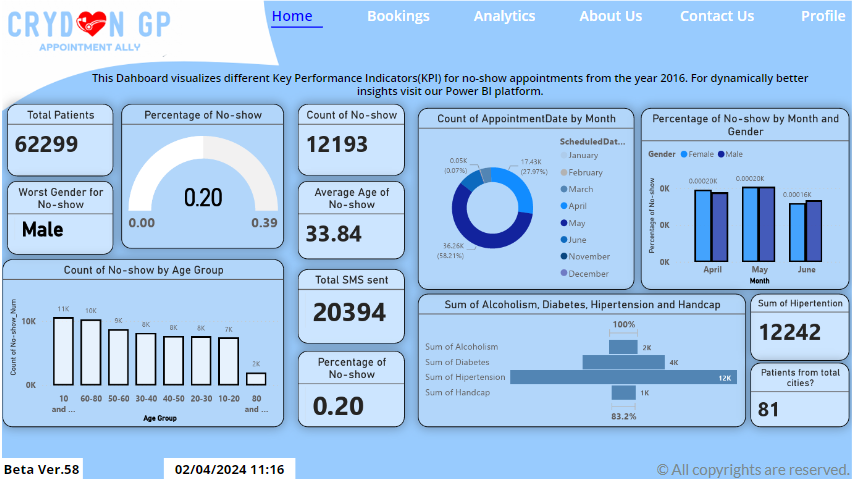 CRYD N GP
APPOINTMENT ALLY
Home
Bookings
Analytics
About Us
Contact Us
Profile
This Dahboard visualizes different Key Performance Indicators(KPI) for no-show appointments from the year 2016. For dynamically better
insights visit our Power BI platform.
Total Patients
62299
Worst Gender for
No-show
Male
Percentage of No-show
0.20
0.00
0.39
Count of No-show
12193
Average Age of
No-show
33.84
Count of AppointmentDate by Month
0.05K
(0.07%)
17.43K
(27.97%)
36.26K
(58.21%)
ScheduledDat...
January
February
March
April
May
June
November
December
Percentage of No-show by Month and
Gender
Gender
Female
Male
Percentage of No-show
0K
0K
0K
0.00020K
0.00020K
0.00016K
April
May
June
Month
Count of No-show by Age Group
Count of No-show_Num
10K
0K
11K
10K
9K
8K
8K
8K
7K
2K
10
and ...
60-80
50-60
30-40
40-50
20-30
10-20
80
and ...
Age Group
Total SMS sent
20394
Percentage of
No-show
0.20
Sum of Alcoholism, Diabetes, Hipertension and Handcap
100%
Sum of Alcoholism
2K
Sum of Diabetes
4K
Sum of Hipertension
12K
Sum of Handcap
1K
83.2%
Sum of Hipertention
12242
Patients from total
cities?
81
Beta Ver.58
02/04/2024 11:16
© All copyrights are reserved.